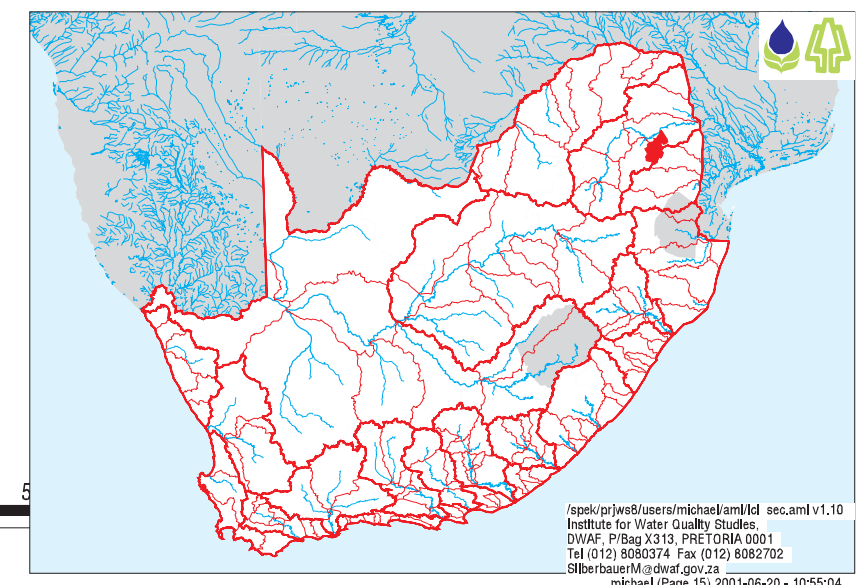 5
/spek/prjws8/users/michael/aml/lcl sec.aml v1.10
Institute for Water Quality Studies,
DWAF, P/Bag X313, PRETORIA 0001
Tel (012) 8080374 Fax (012) 8082702
SilberbauerM@dwaf.gov.za
michael (Page 15) 2001-06-20 - 10:55:04